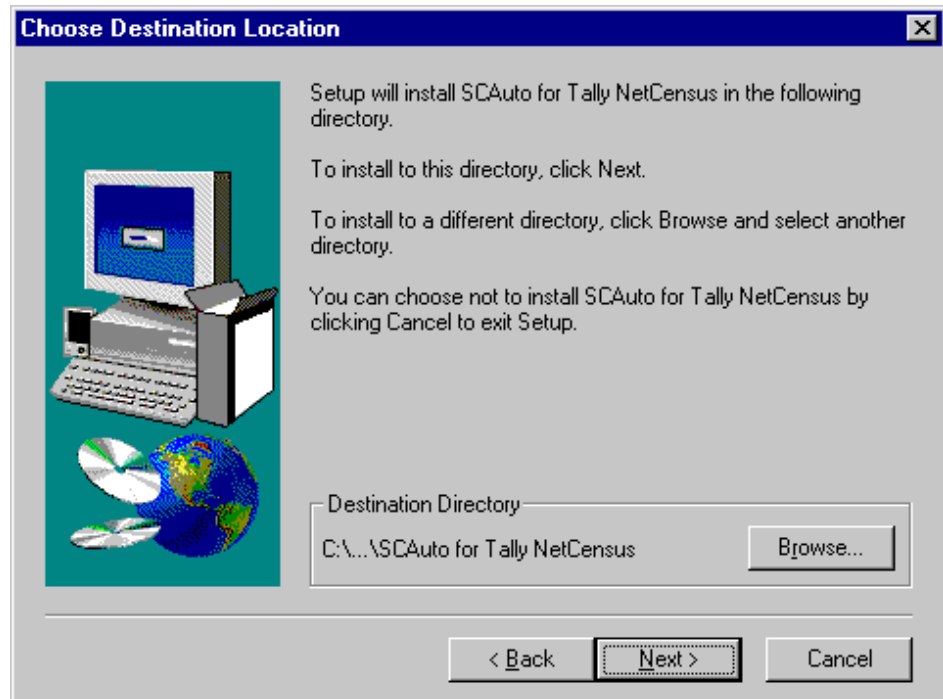 Choose Destination Location
Setup will install SCAuto for Tally NetCensus in the following
directory.
To install to this directory, click Next.
To install to a different directory, click Browse and select another
directory.
You can choose not to install SCAuto for Tally NetCensus by
clicking Cancel to exit Setup.
Destination Directory
C:\...\SCAuto for Tally NetCensus
Browse...
< Back
Next >
Cancel